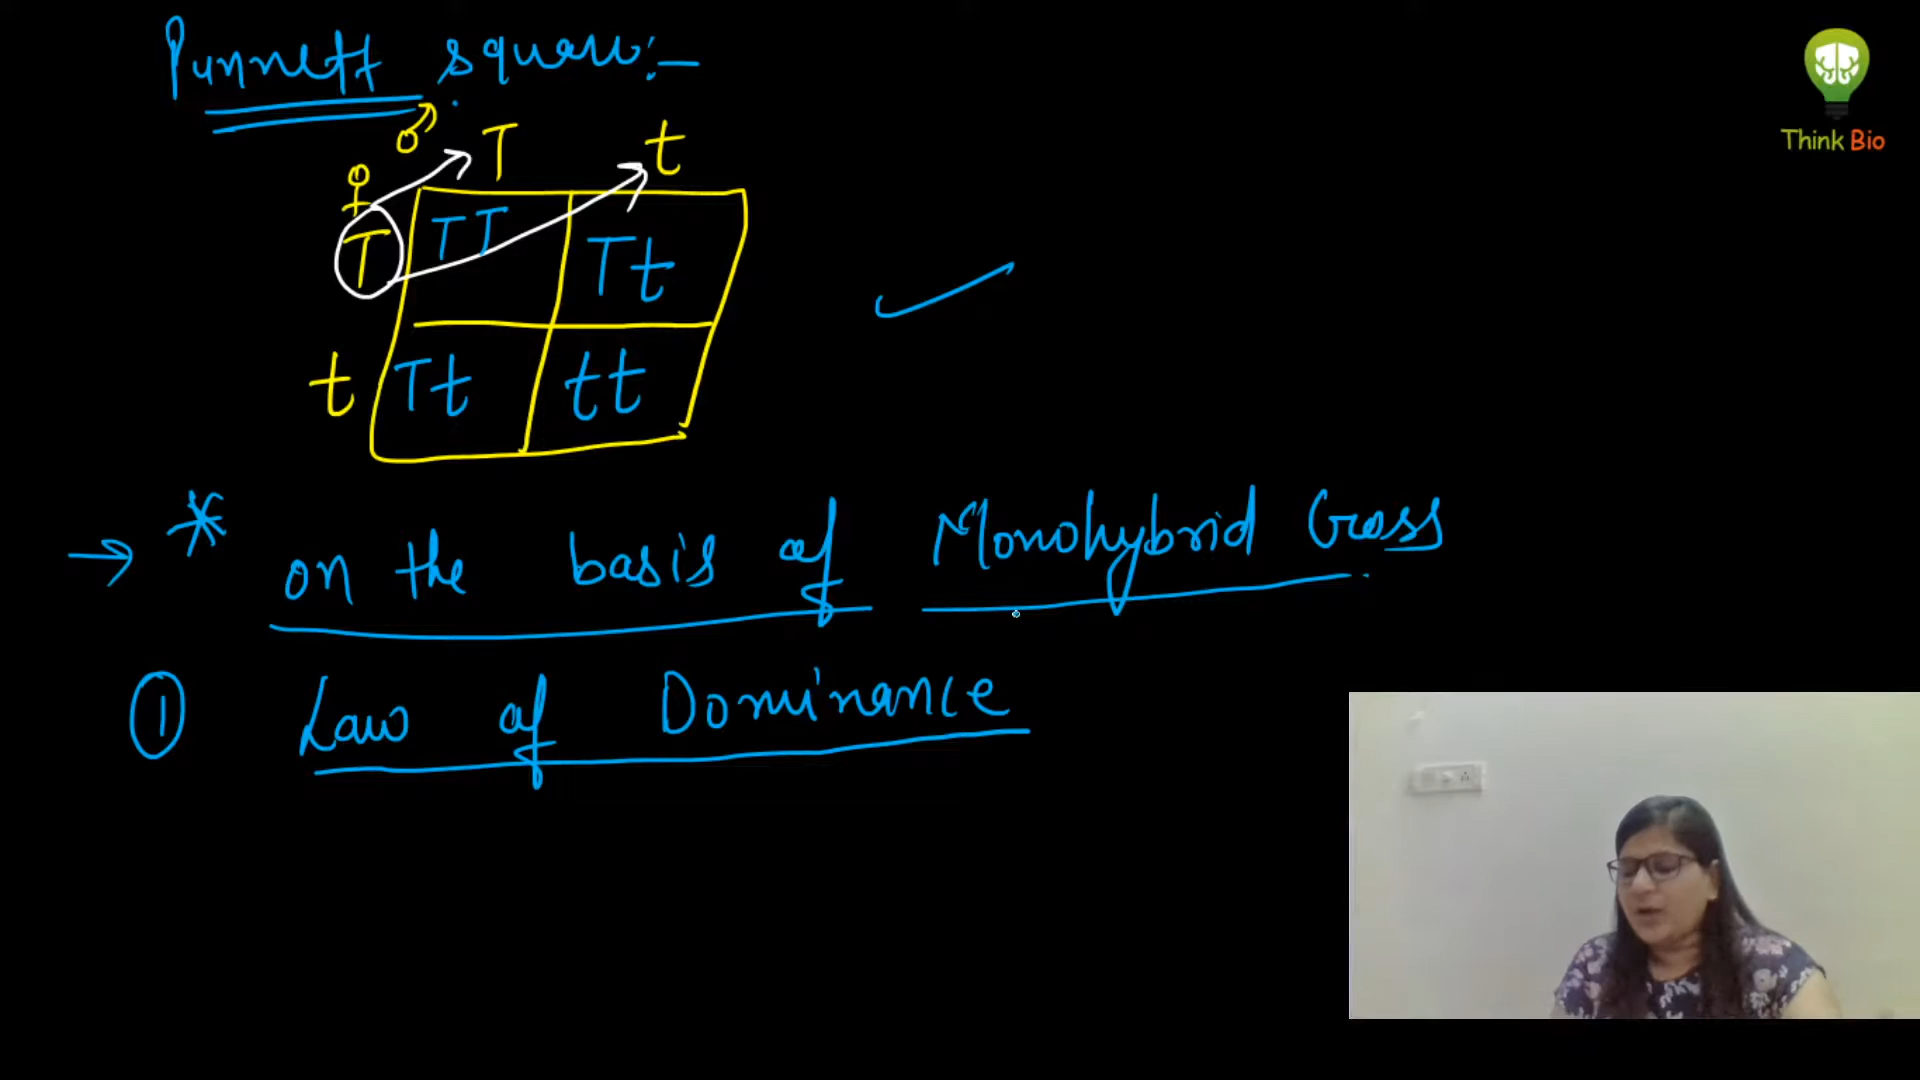 Punnett square:-
♂ T t
♀
T TT Tt
t Tt tt
→ * on the basis of Monohybrid Cross
① Law of Dominance
Think Bio